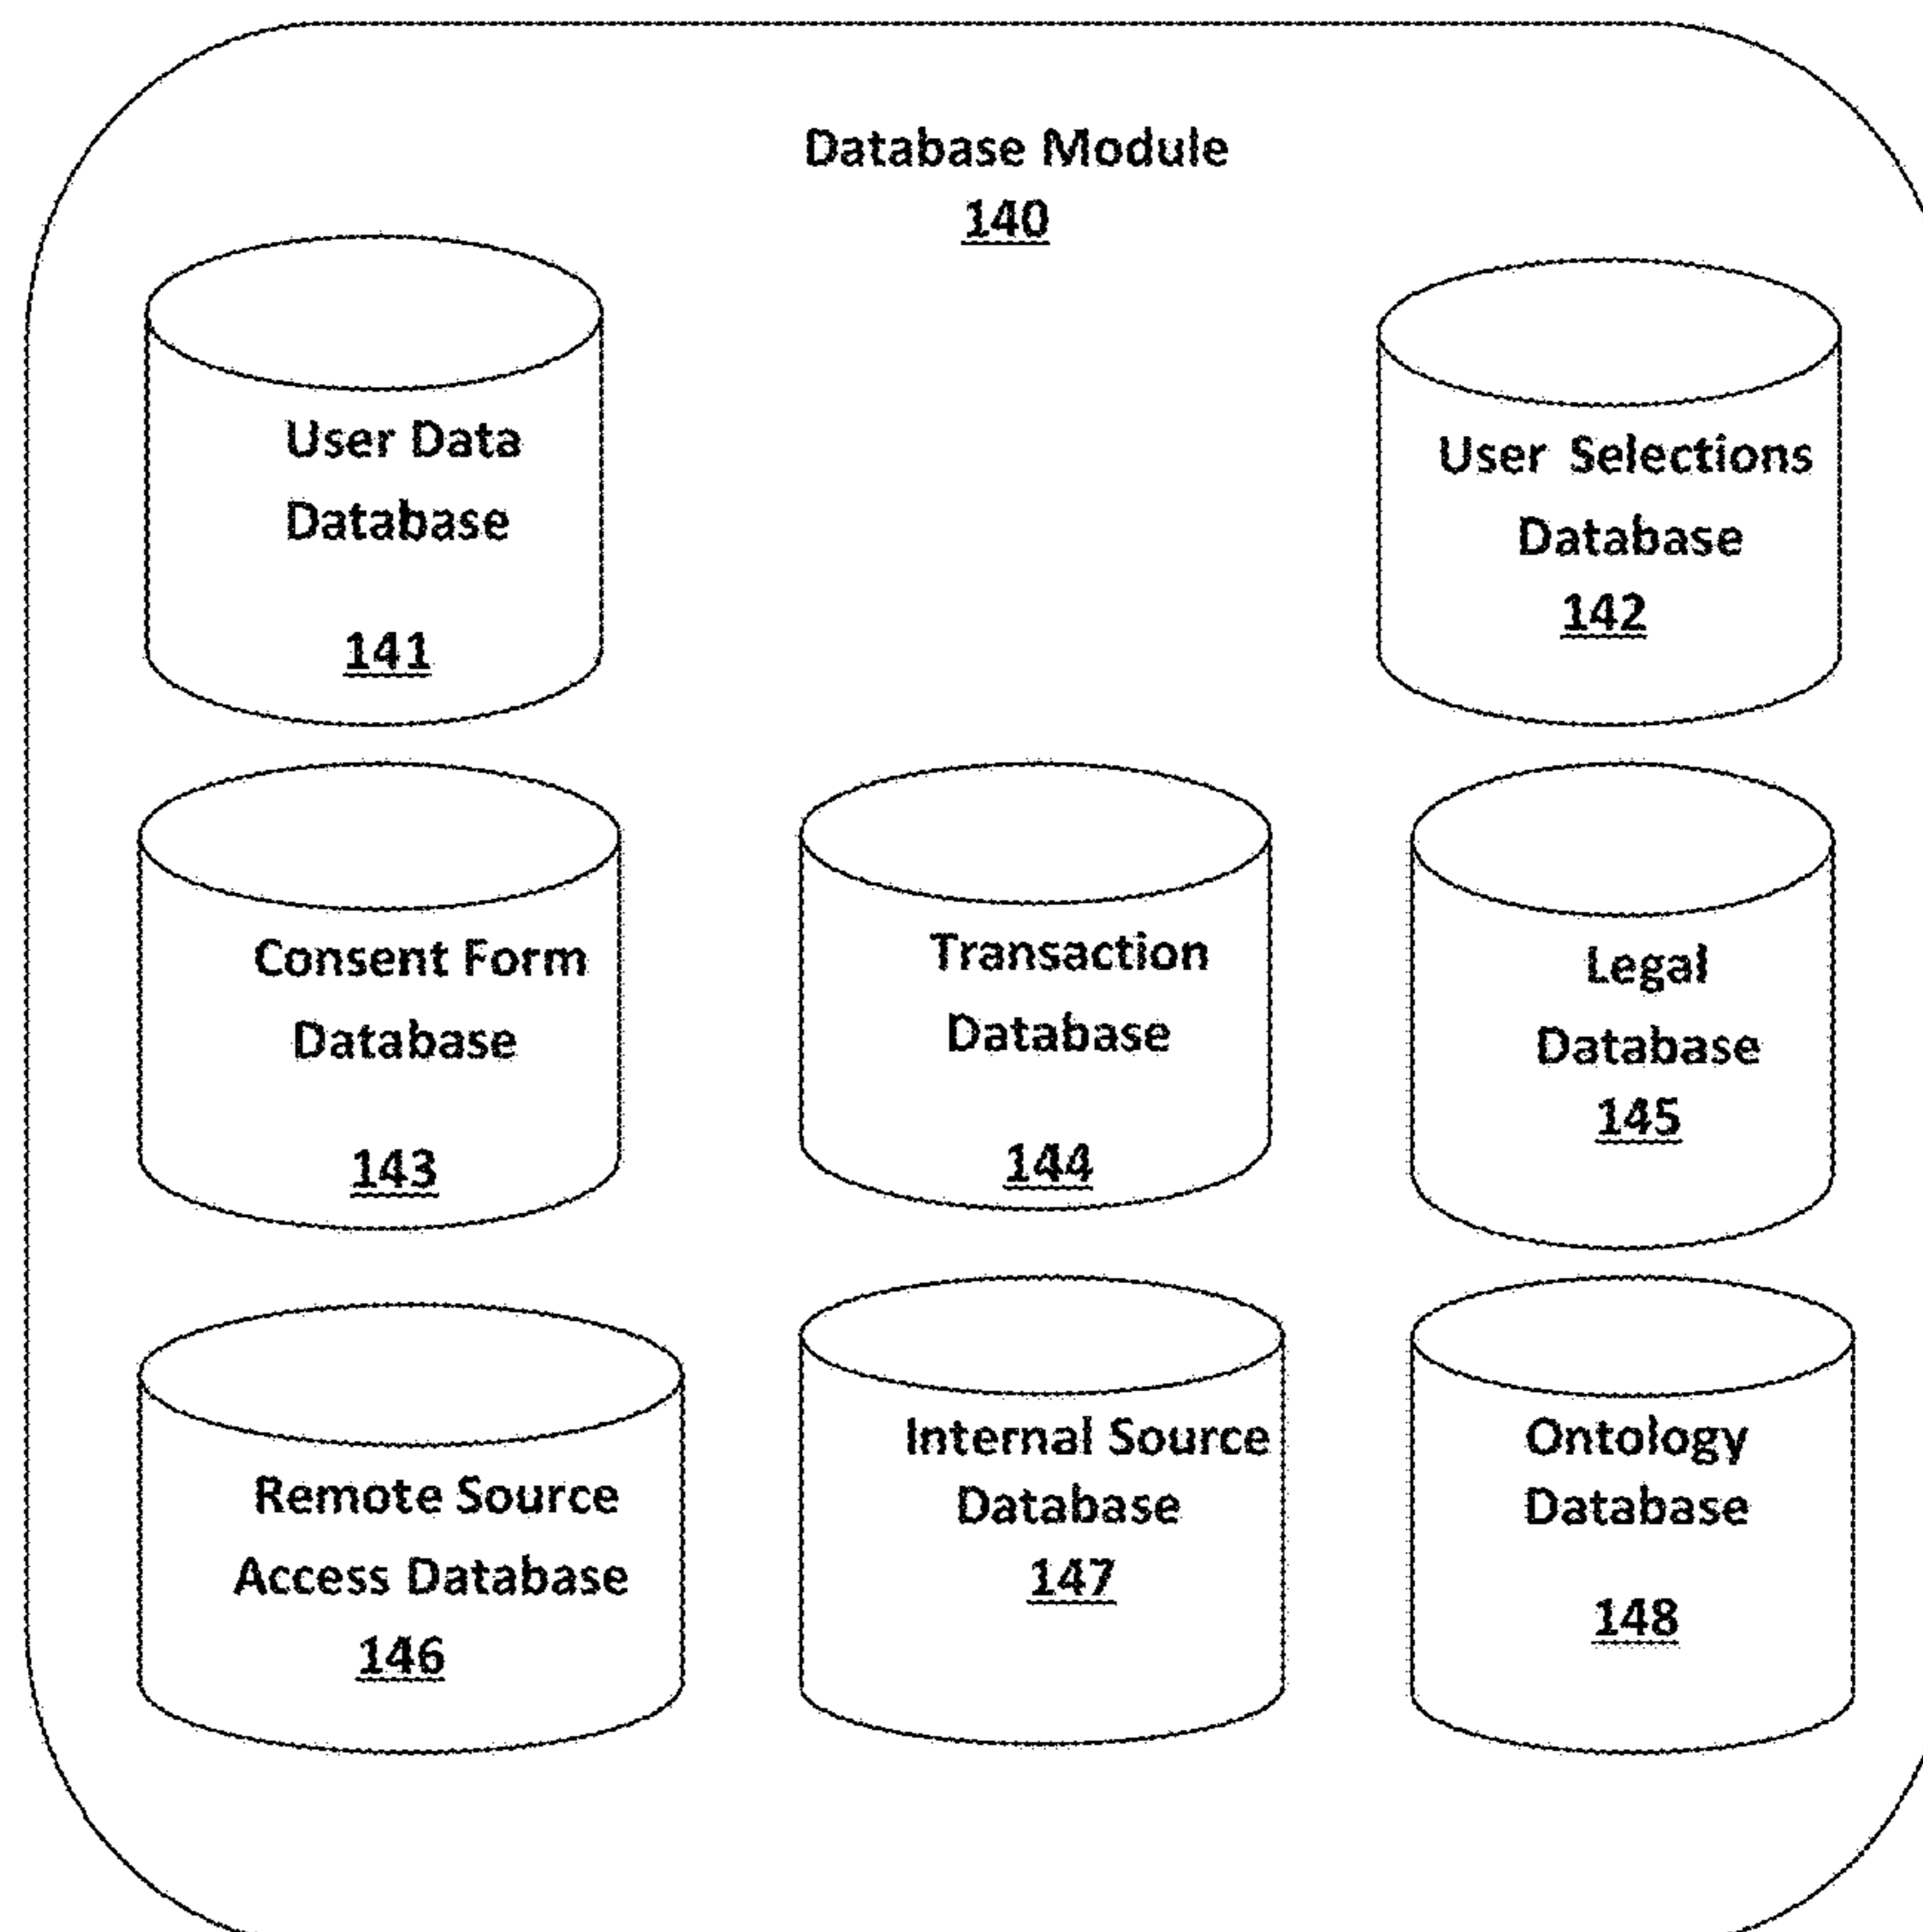 Database Module
140
User Data
Database
141
User Selections
Database
142
Consent Form
Database
143
Transaction
Database
144
Legal
Database
145
Remote Source
Access Database
146
Internal Source
Database
147
Ontology
Database
148